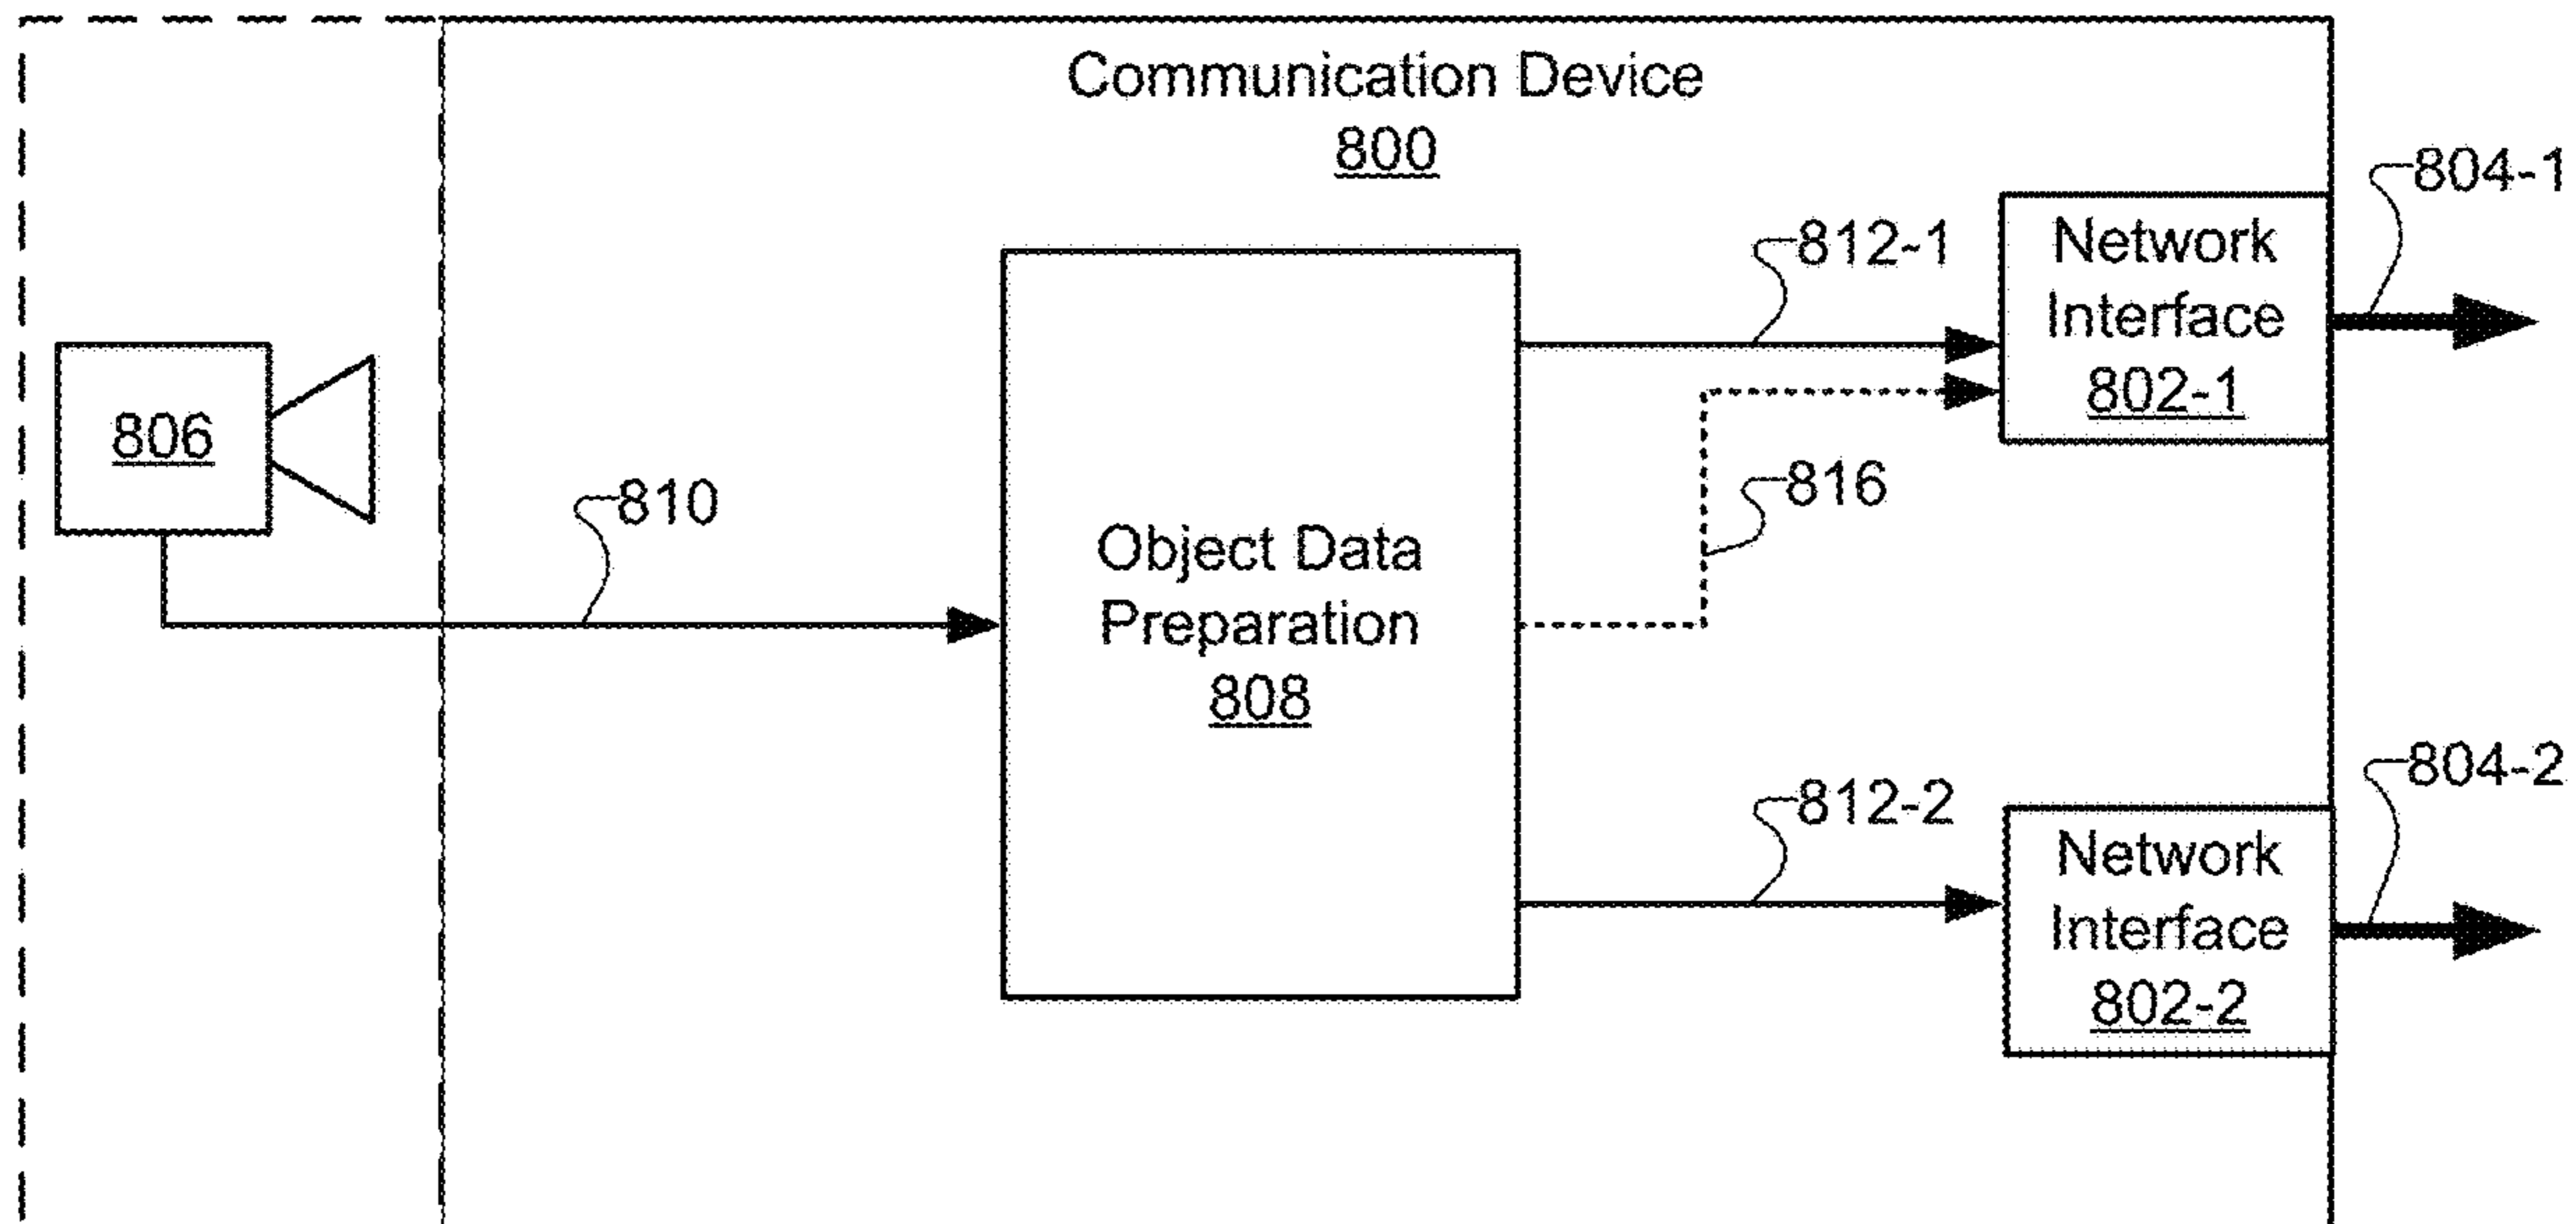 Communication Device
800
804-1
812-1
Network
Interface
802-1
806
810
816
Object Data
Preparation
808
812-2
804-2
Network
Interface
802-2